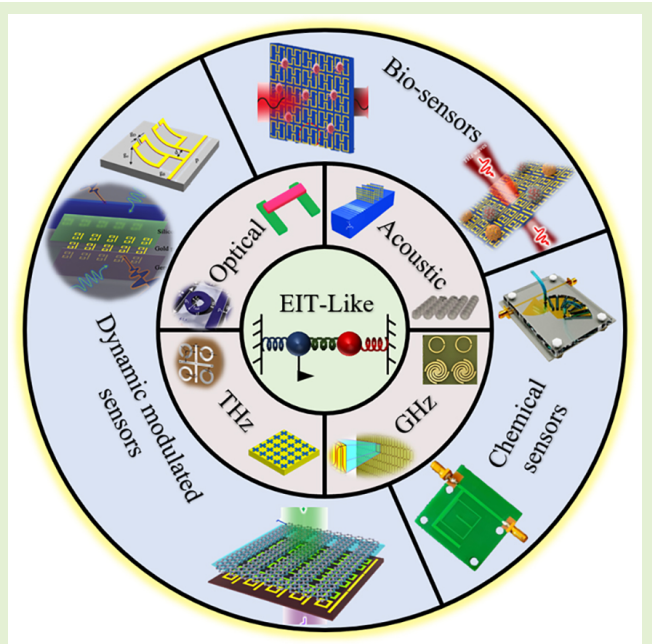 Bio-sensors
Optical
Acoustic
EIT-Like
THz
GHz
Dynamic modulated
sensors
Chemical
sensors